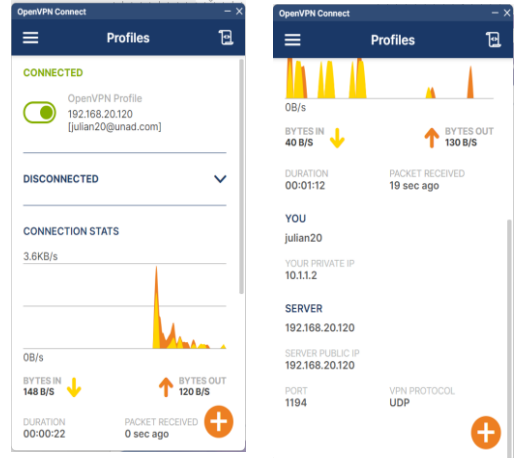 OpenVPN Connect
Profiles
CONNECTED
OpenVPN Profile
192.168.20.120
[julian20@unad.com]
DISCONNECTED
CONNECTION STATS
3.6KB/s
0B/s
BYTES IN
148 B/S
BYTES OUT
120 B/S
DURATION
00:00:22
PACKET RECEIVED
0 sec ago
OpenVPN Connect
Profiles
0B/s
BYTES IN
40 B/S
BYTES OUT
130 B/S
DURATION
00:01:12
PACKET RECEIVED
19 sec ago
YOU
julian20
YOUR PRIVATE IP
10.1.1.2
SERVER
192.168.20.120
SERVER PUBLIC IP
192.168.20.120
PORT
1194
VPN PROTOCOL
UDP